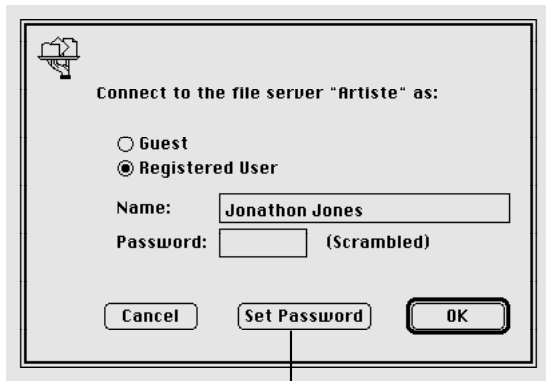 Connect to the file server "Artiste" as:
Guest
Registered User
Name: Jonathon Jones
Password: (Scrambled)
Cancel Set Password OK